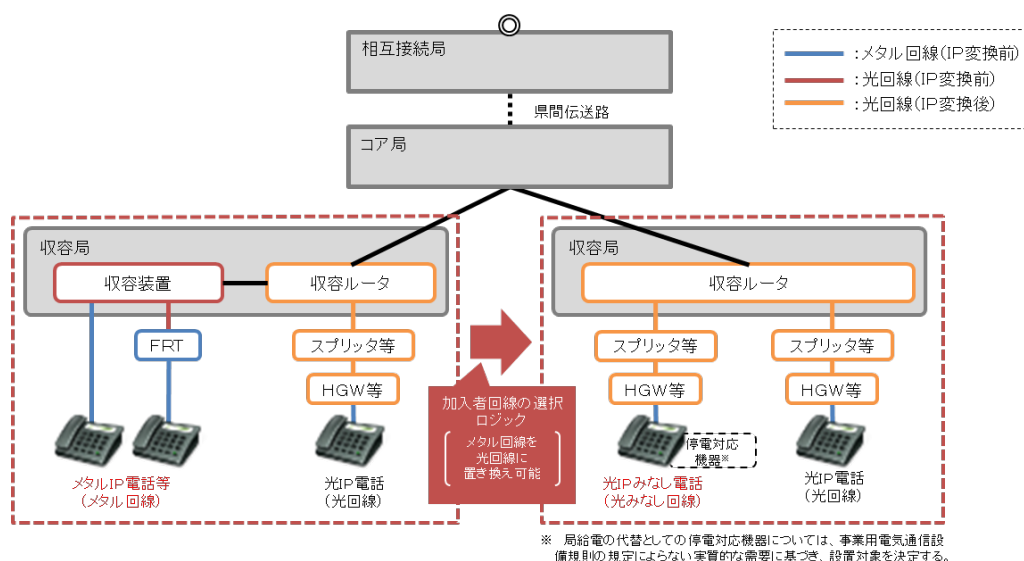 相互接続局
:メタル回線(IP変換前)
:光回線(IP変換前)
:光回線(IP変換後)
県間伝送路
コア局
収容局
収容装置
収容ルータ
FRT
スプリッタ等
HGW等
メタルIP電話等
(メタル回線)
光IP電話
(光回線)
加入者回線の選択
ロジック
メタル回線を
光回線に
置き換え可能
収容局
収容ルータ
スプリッタ等
スプリッタ等
HGW等
HGW等
停電対応
機器※
光IPみなし電話
(光みなし回線)
光IP電話
(光回線)
※ 局給電の代替としての停電対応機器については、事業用電気通信設
備規則の規定によらない実質的な需要に基づき、設置対象を決定する。